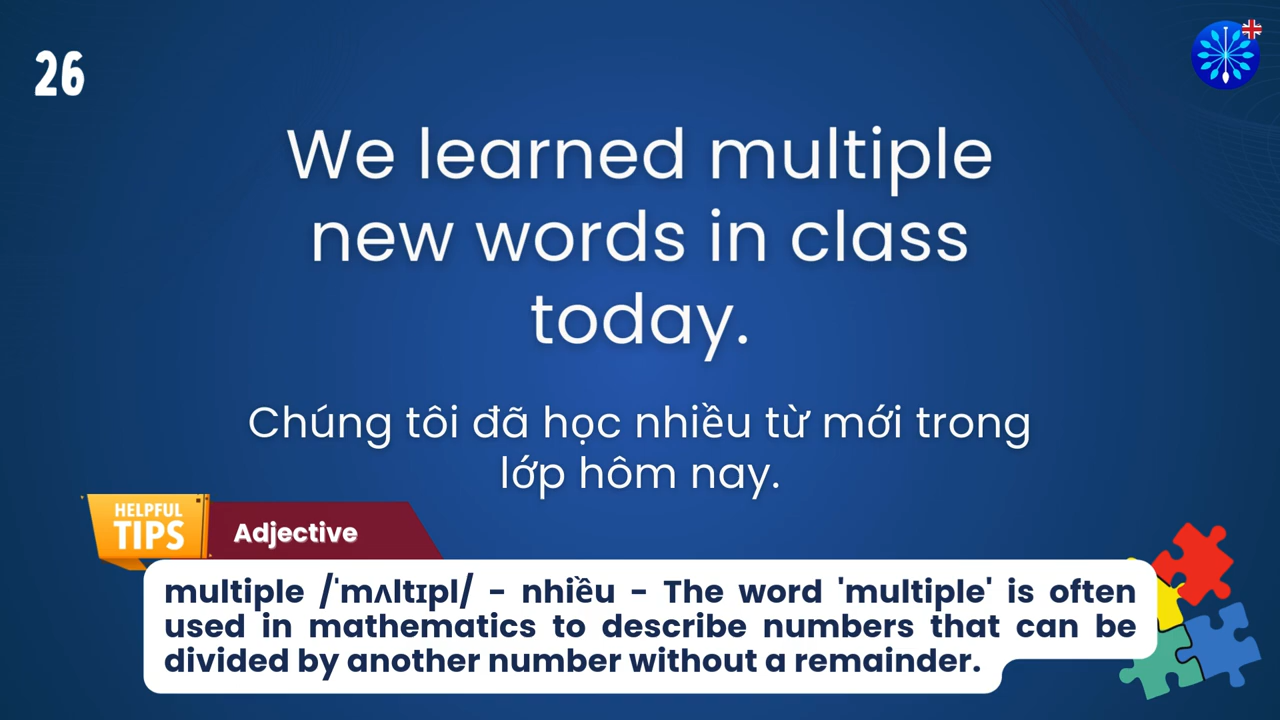 26
We learned multiple
new words in class
today.
Chúng tôi đã học nhiều từ mới trong
lớp hôm nay.
HELPFUL
TIPS
Adjective
multiple /ˈmʌltɪpl/ - nhiều - The word 'multiple' is often
used in mathematics to describe numbers that can be
divided by another number without a remainder.